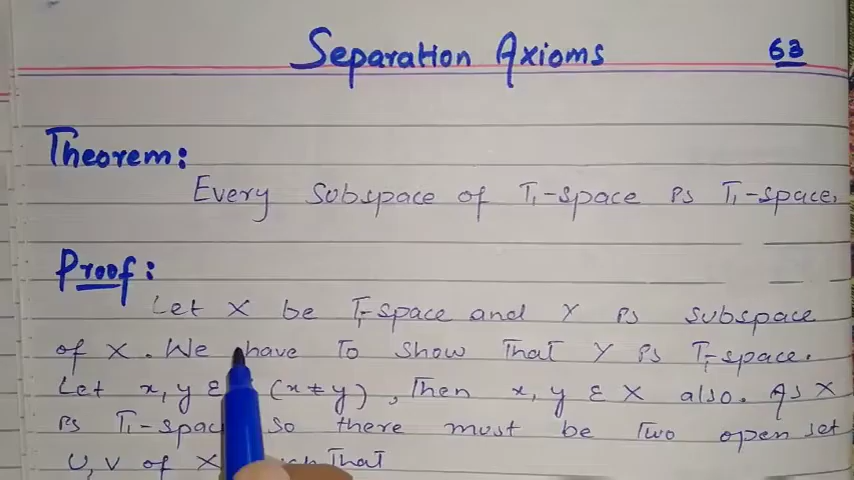 Separation Axioms 63
Theorem:
Every subspace of T₁-space is T₁-space.
Proof:
Let X be T₁-space and Y is subspace
of X. We have To show That Y is T₁-space.
Let x, y ε (x ≠ y), Then x, y ε X also. As X
is T₁-spac so there must be Two open set
U, V of X That